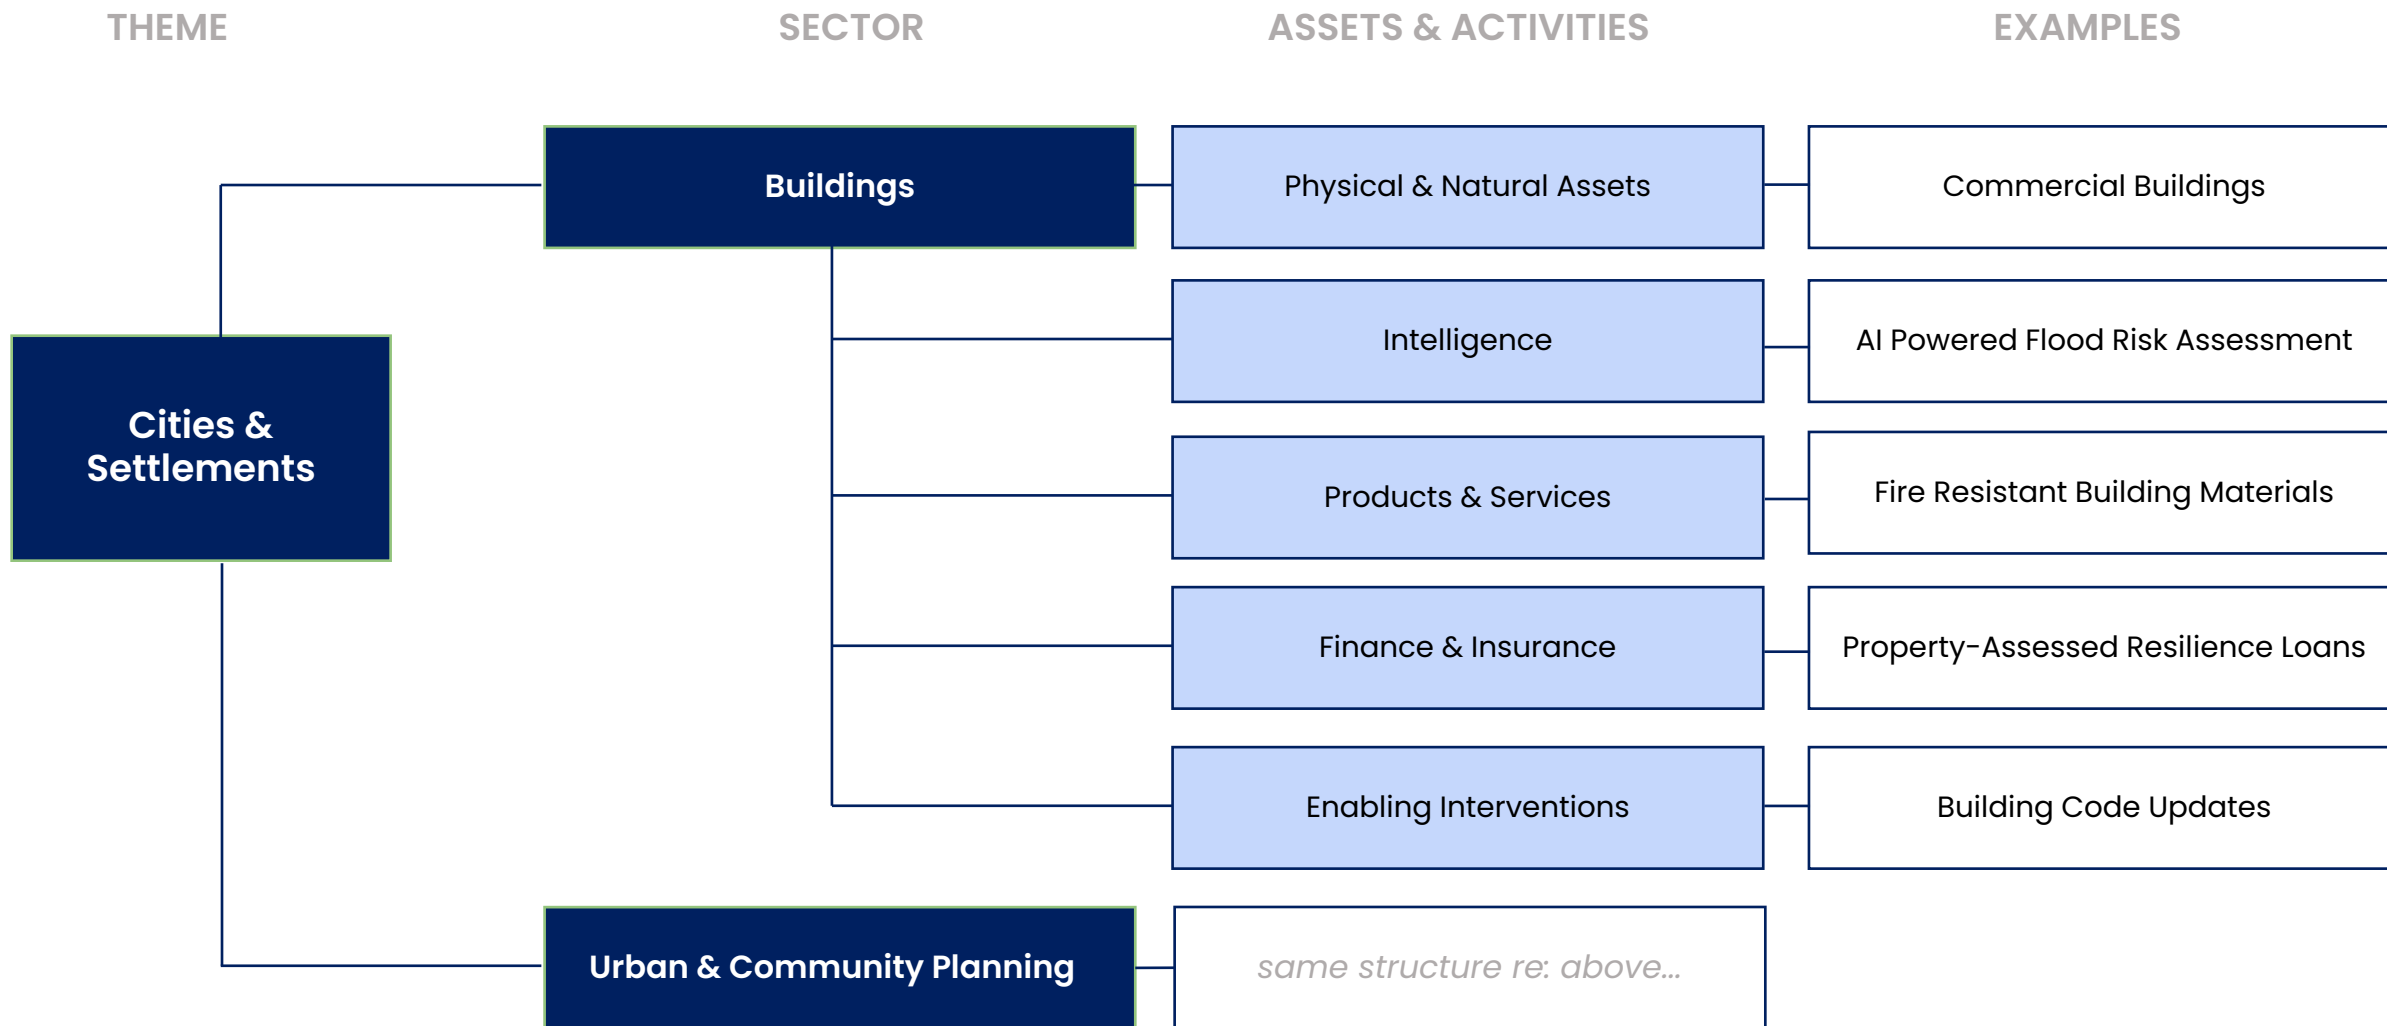 THEME
SECTOR
ASSETS & ACTIVITIES
EXAMPLES
Buildings
Physical & Natural Assets
Commercial Buildings
Intelligence
AI Powered Flood Risk Assessment
Cities &
Settlements
Products & Services
Fire Resistant Building Materials
Finance & Insurance
Property-Assessed Resilience Loans
Enabling Interventions
Building Code Updates
Urban & Community Planning
same structure re: above...